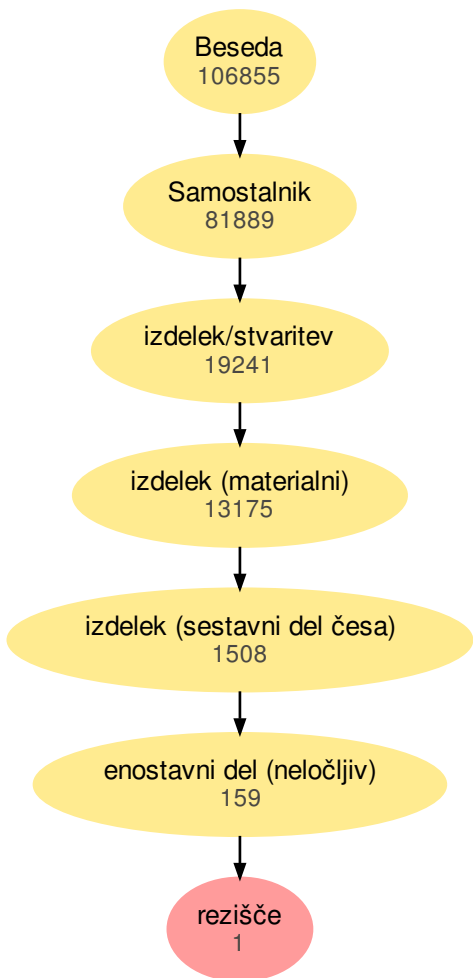 Beseda
106855
Samostalnik
81889
izdelek/stvaritev
19241
izdelek (materialni)
13175
izdelek (sestavni del česa)
1508
enostavni del (neločljiv)
159
rezišče
1